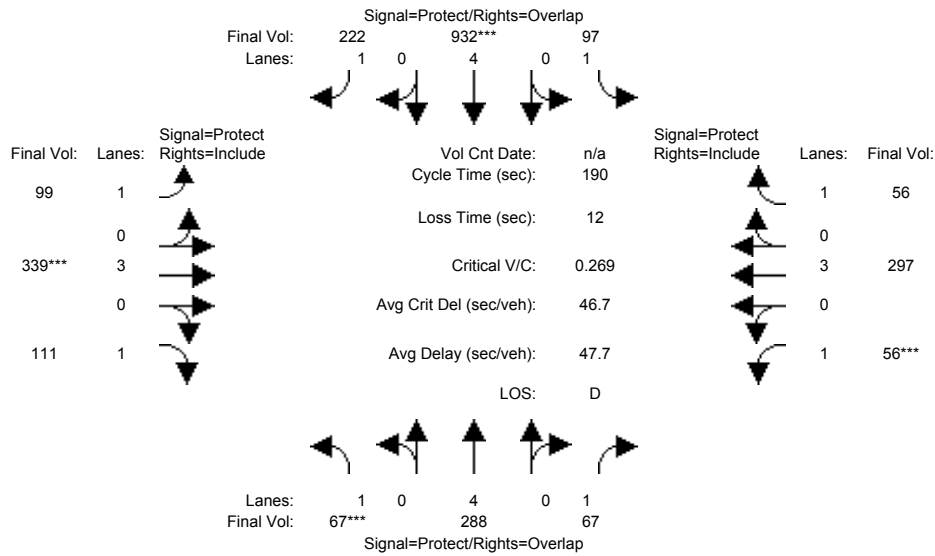 Signal=Protect/Rights=Overlap
Final Vol: 222 932*** 97
Lanes: 1 0 4 0 1
Signal=Protect Signal=Protect
Final Vol: Lanes: Rights=Include Vol Cnt Date: n/a Rights=Include Lanes: Final Vol:
Cycle Time (sec): 190
99 1 1 56
Loss Time (sec): 12
0 0
339*** 3 Critical V/C: 0.269 3 297
0 Avg Crit Del (sec/veh): 46.7 0
111 1 Avg Delay (sec/veh): 47.7 1 56***
LOS: D
Lanes: 1 0 4 0 1
Final Vol: 67*** 288 67
Signal=Protect/Rights=Overlap